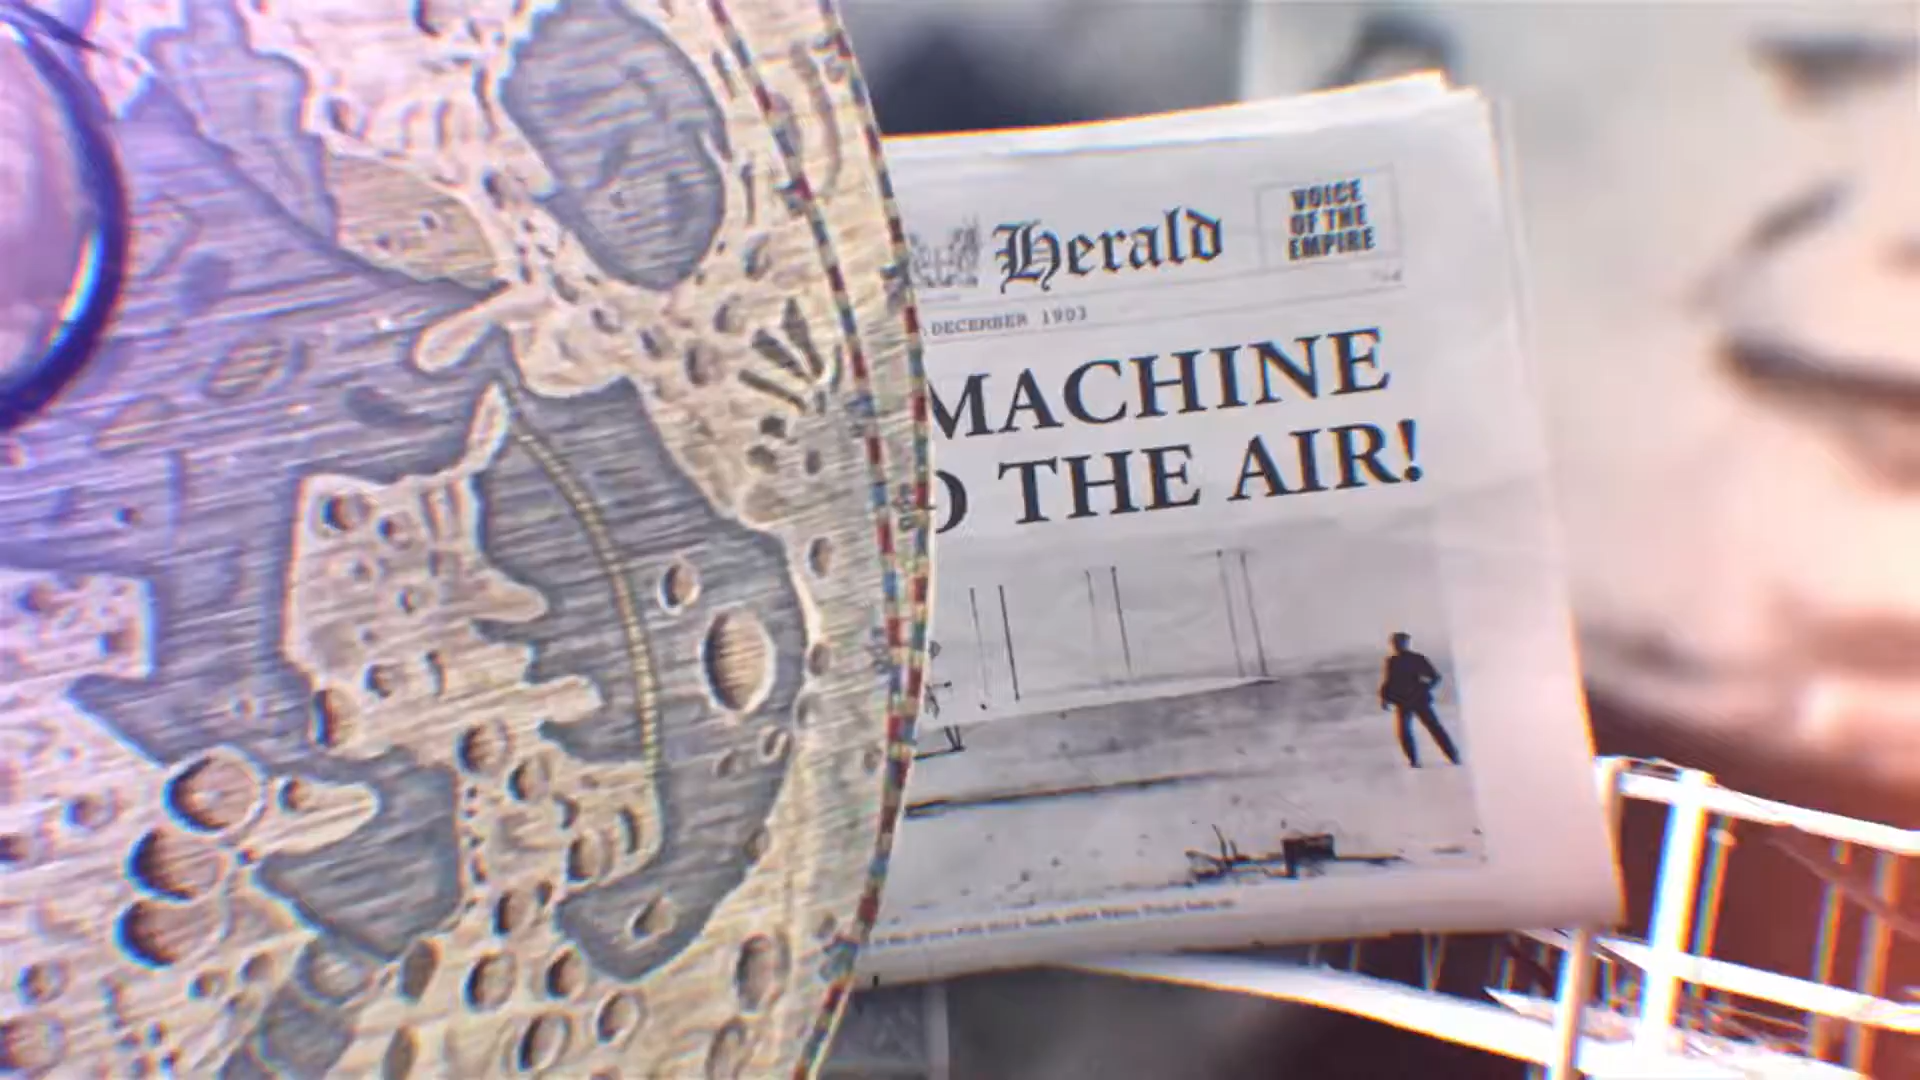 Herald
VOICE
OF THE
EMPIRE
DECEMBER 1903
MACHINE
O THE AIR!